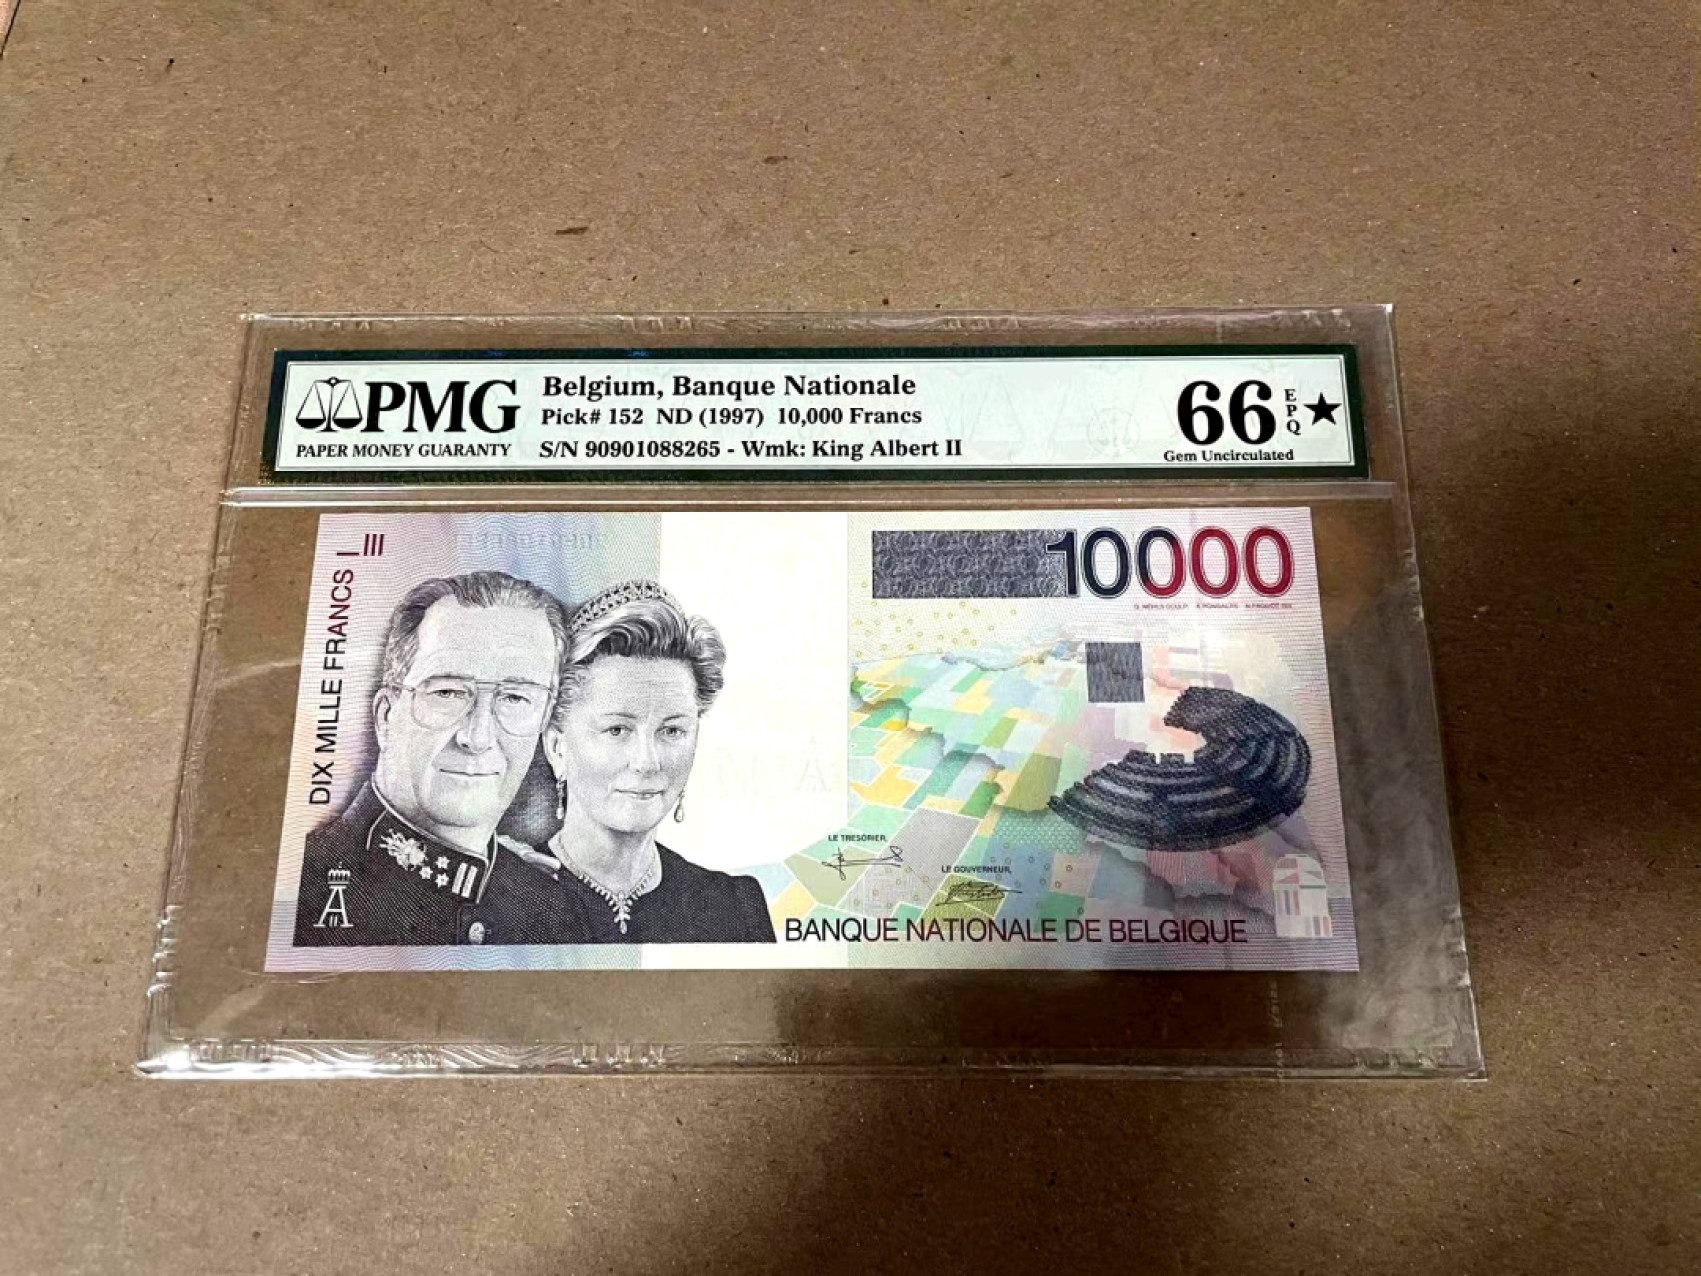 PMG
PAPER MONEY GUARANTY
Belgium, Banque Nationale
Pick# 152 ND (1997) 10,000 Francs
S/N 90901088265 - Wmk: King Albert II
66 EPQ ★
Gem Uncirculated
DIX MILLE FRANCS
10000
LE TRESORIER,
LE GOUVERNEUR,
BANQUE NATIONALE DE BELGIQUE
A
II